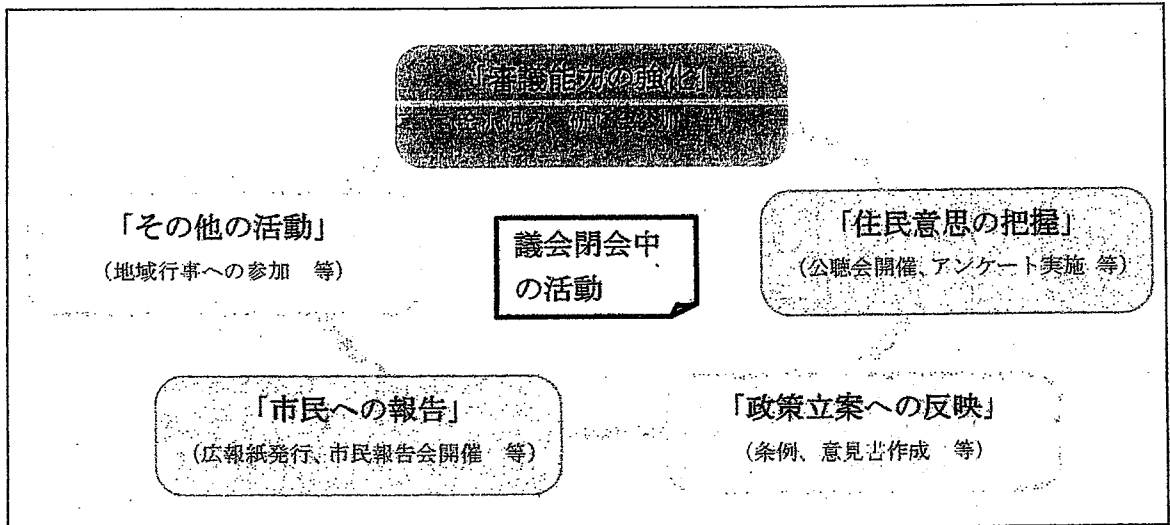 「審議能力の強化」
「その他の活動」
（地域行事への参加　等）
議会閉会中
の活動
「住民意思の把握」
（公聴会開催、アンケート実施 等）
「市民への報告」
（広報紙発行、市民報告会開催　等）
「政策立案への反映」
（条例、意見書作成　等）